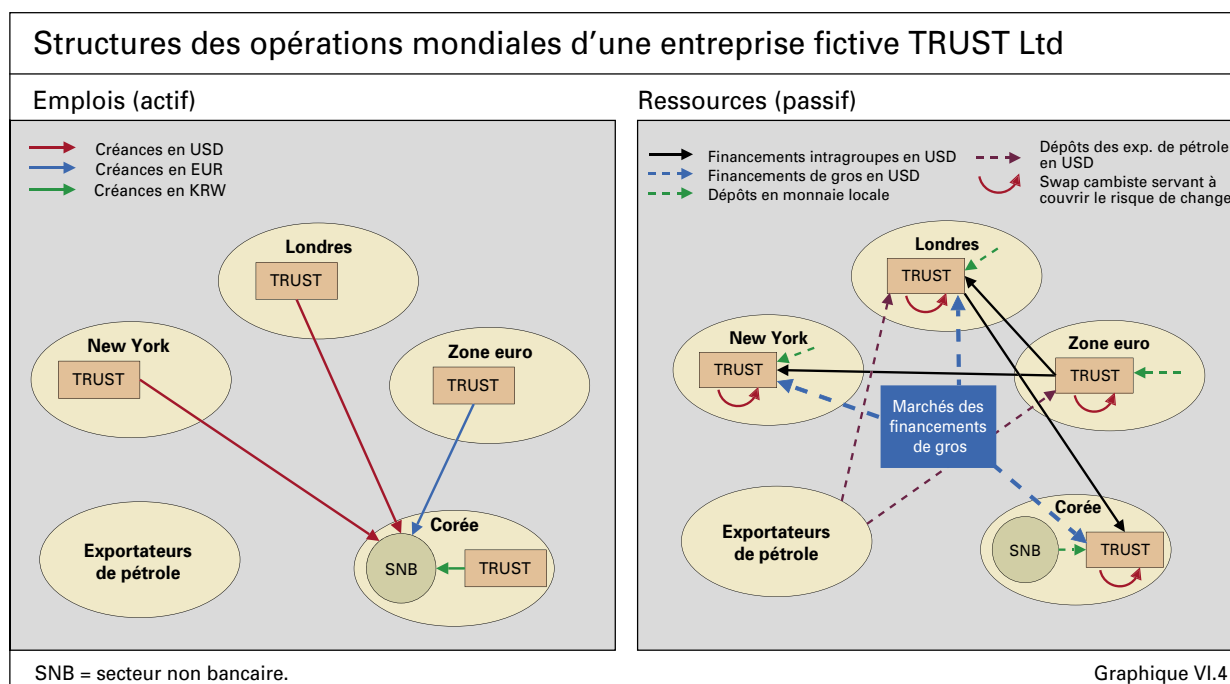 Structures des opérations mondiales d’une entreprise fictive TRUST Ltd
Emplois (actif)
Créances en USD
Créances en EUR
Créances en KRW
Londres
TRUST
New York
TRUST
Zone euro
TRUST
Exportateurs
de pétrole
Corée
SNB
TRUST
Ressources (passif)
Financements intragroupes en USD
Financements de gros en USD
Dépôts en monnaie locale
Dépôts des exp. de pétrole
en USD
Swap cambiste servant à
couvrir le risque de change
Londres
TRUST
New York
TRUST
Zone euro
TRUST
Marchés des
financements
de gros
Exportateurs
de pétrole
Corée
SNB
TRUST
SNB = secteur non bancaire.
Graphique VI.4